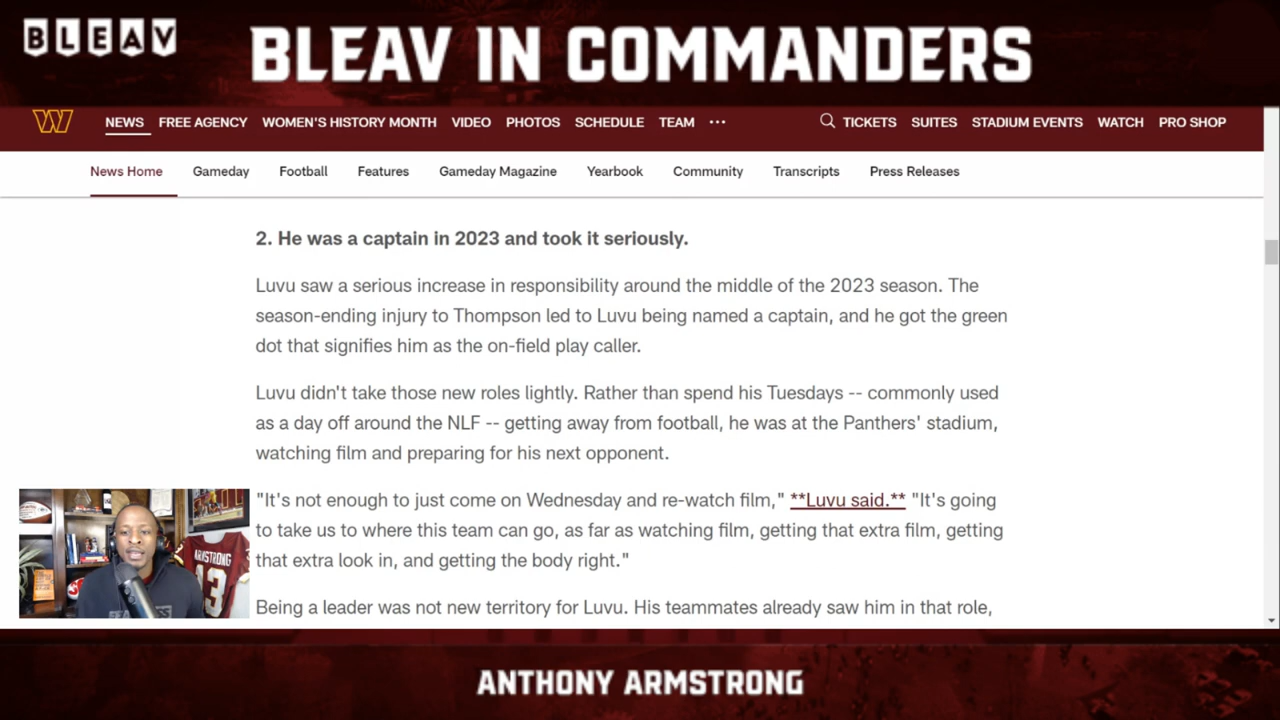 BLEAV
BLEAV IN COMMANDERS
NEWS FREE AGENCY WOMEN'S HISTORY MONTH VIDEO PHOTOS SCHEDULE TEAM ••• TICKETS SUITES STADIUM EVENTS WATCH PRO SHOP
News Home Gameday Football Features Gameday Magazine Yearbook Community Transcripts Press Releases
2. He was a captain in 2023 and took it seriously.
Luvu saw a serious increase in responsibility around the middle of the 2023 season. The
season-ending injury to Thompson led to Luvu being named a captain, and he got the green
dot that signifies him as the on-field play caller.
Luvu didn't take those new roles lightly. Rather than spend his Tuesdays -- commonly used
as a day off around the NLF -- getting away from football, he was at the Panthers' stadium,
watching film and preparing for his next opponent.
"It's not enough to just come on Wednesday and re-watch film," **Luvu said.** "It's going
to take us to where this team can go, as far as watching film, getting that extra film, getting
that extra look in, and getting the body right."
Being a leader was not new territory for Luvu. His teammates already saw him in that role,
ARMSTRONG
13
ANTHONY ARMSTRONG